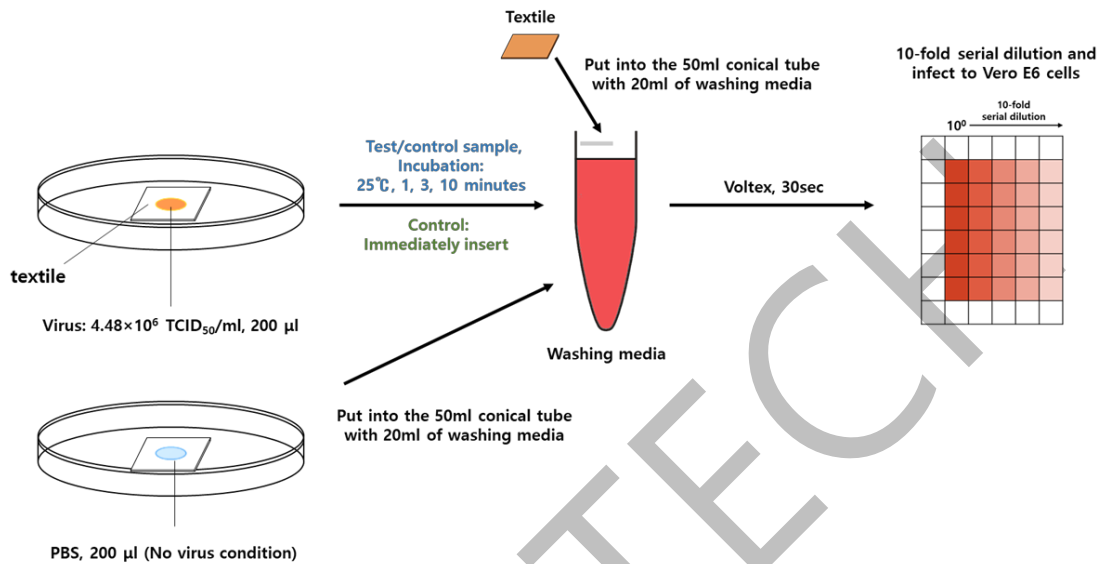 Textile
Put into the 50ml conical tube
with 20ml of washing media
10-fold serial dilution and
infect to Vero E6 cells
10-fold
serial dilution
10⁰
Test/control sample,
Incubation:
25℃, 1, 3, 10 minutes
Control:
Immediately insert
Voltex, 30sec
textile
Virus: 4.48×10⁶ TCID₅₀/ml, 200 μl
Washing media
Put into the 50ml conical tube
with 20ml of washing media
PBS, 200 μl (No virus condition)
TECH